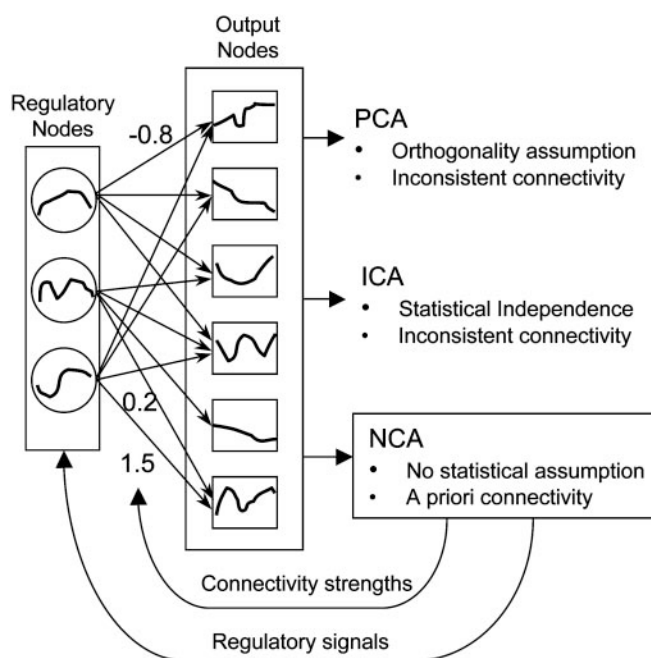 Output
Nodes
Regulatory
Nodes
-0.8
0.2
1.5
PCA
• Orthogonality assumption
• Inconsistent connectivity
ICA
• Statistical Independence
• Inconsistent connectivity
NCA
• No statistical assumption
• A priori connectivity
Connectivity strengths
Regulatory signals